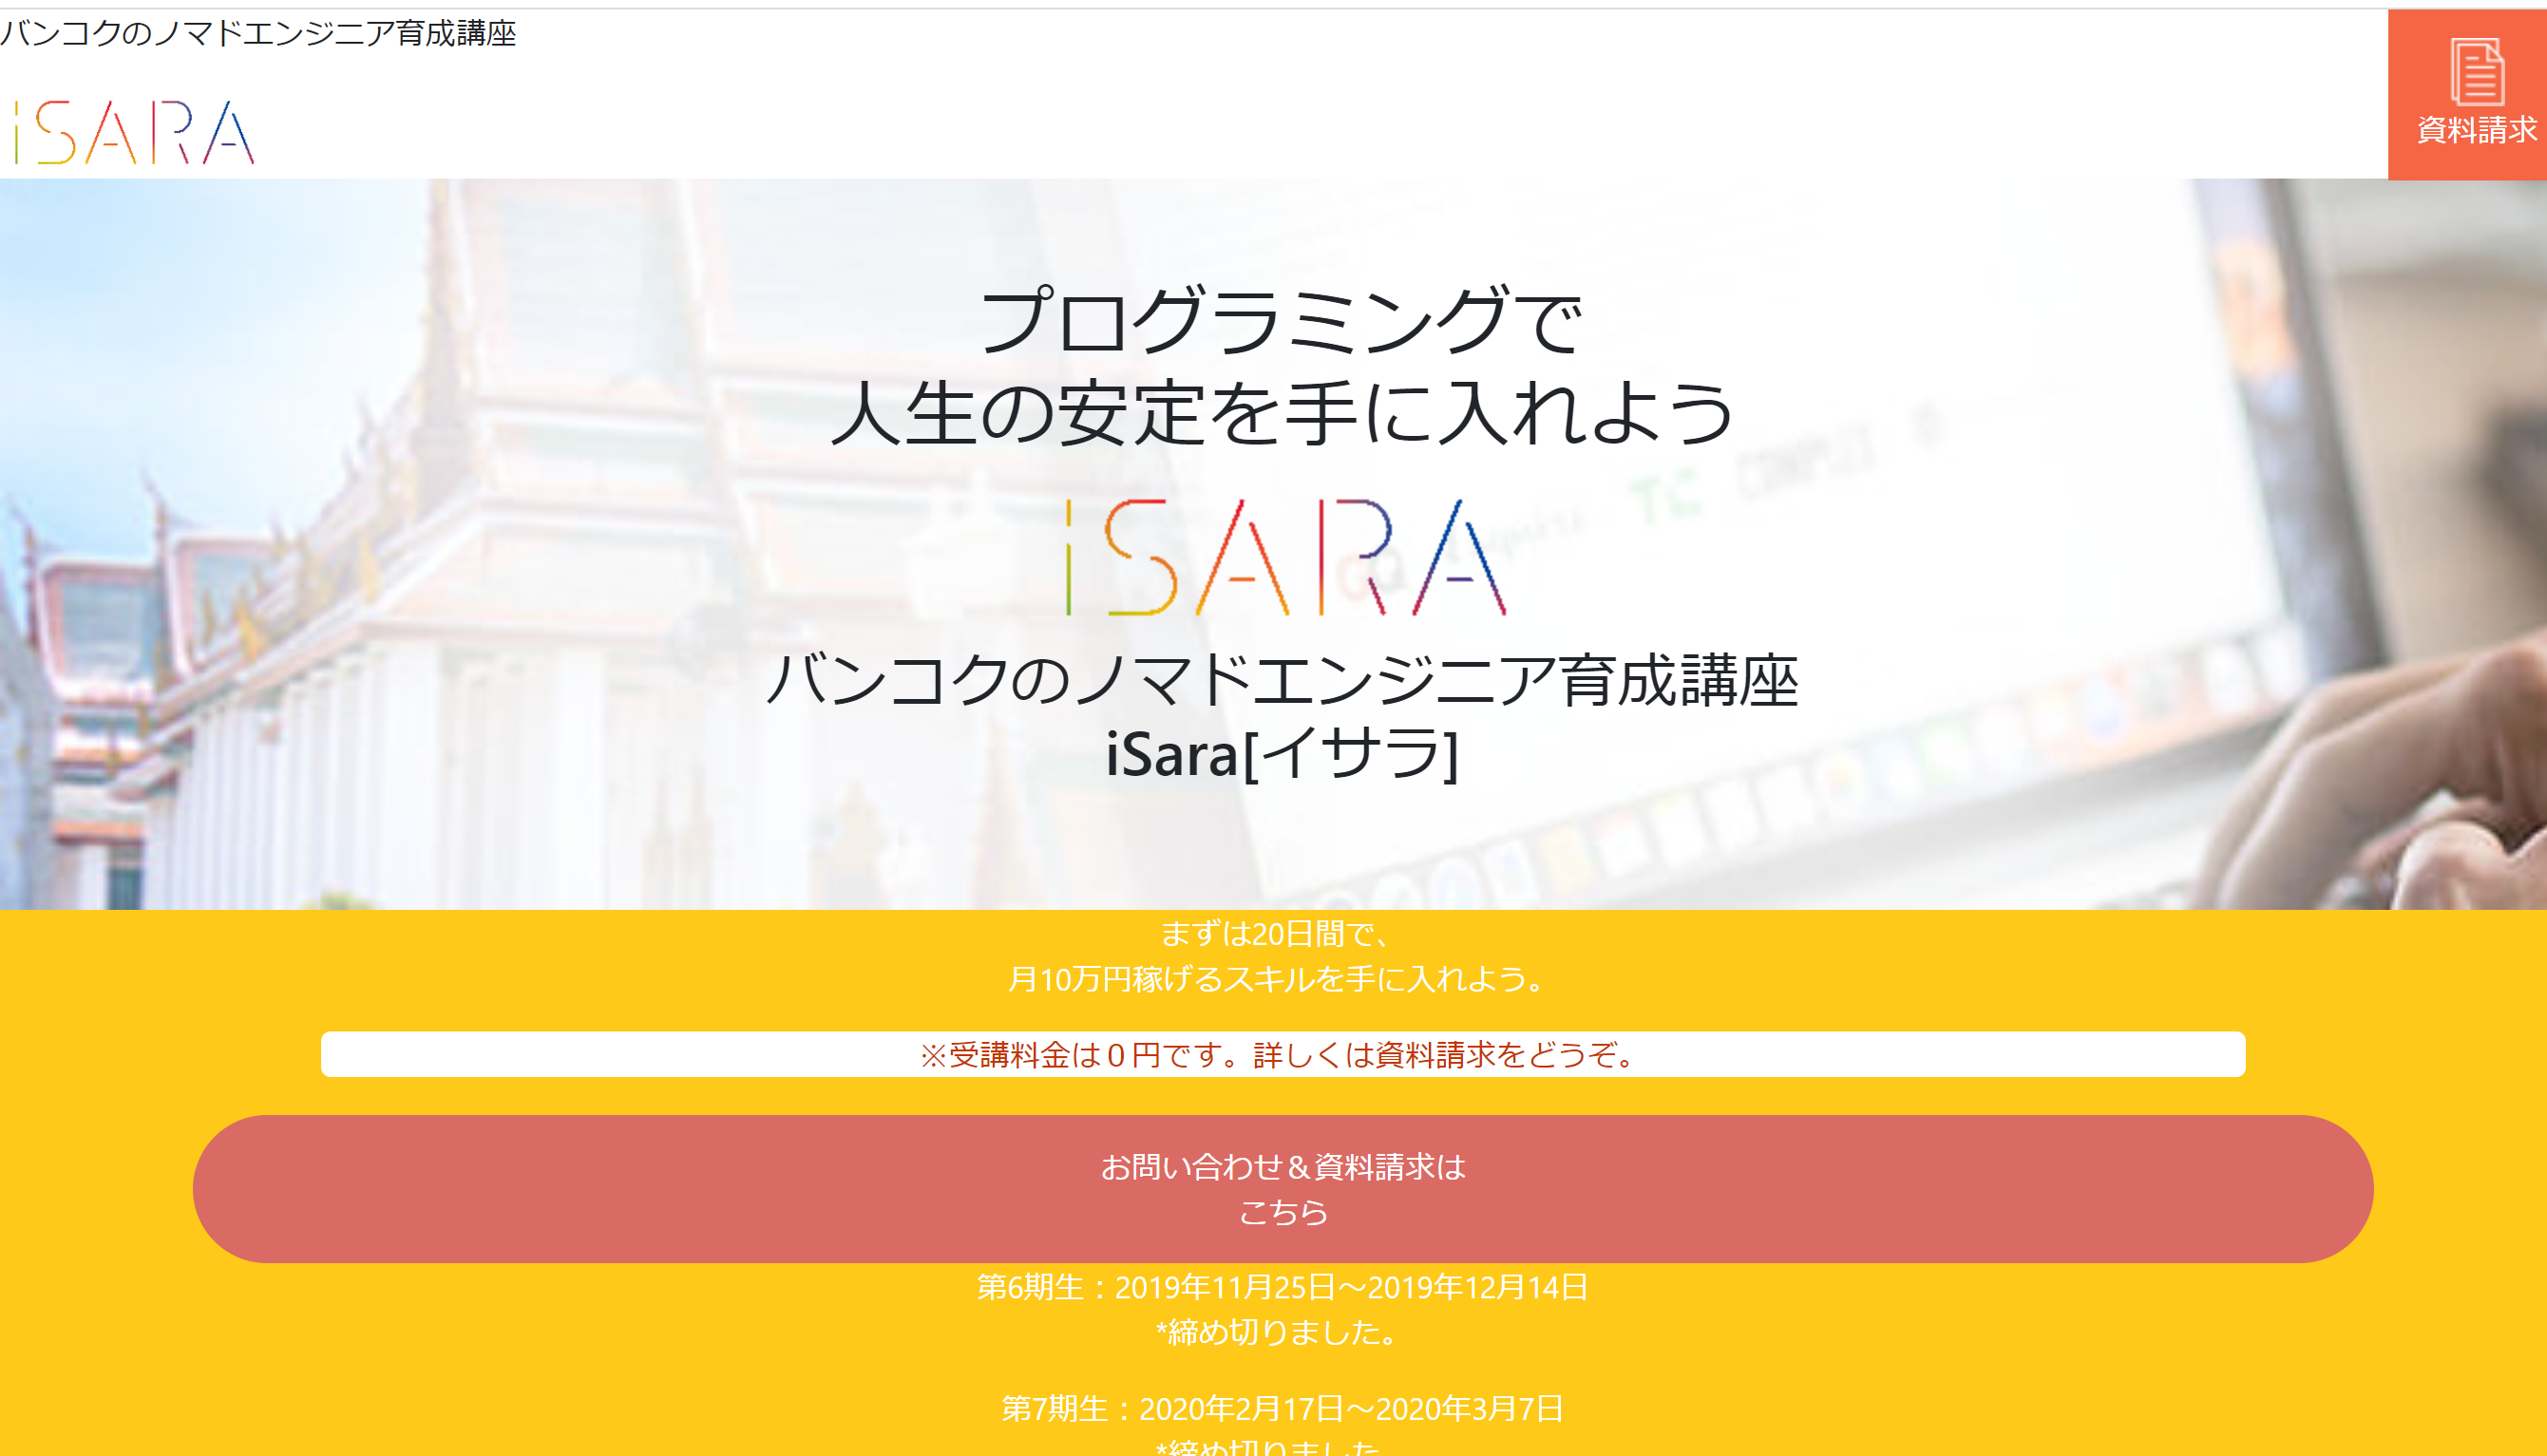 バンコクのノマドエンジニア育成講座
iSARA
資料請求
プログラミングで
人生の安定を手に入れよう
iSARA
バンコクのノマドエンジニア育成講座
iSara[イサラ]
まずは20日間で、
月10万円稼げるスキルを手に入れよう。
※受講料金は０円です。詳しくは資料請求をどうぞ。
お問い合わせ＆資料請求は
こちら
第6期生：2019年11月25日～2019年12月14日
*締め切りました。
第7期生：2020年2月17日～2020年3月7日
*締め切りました。